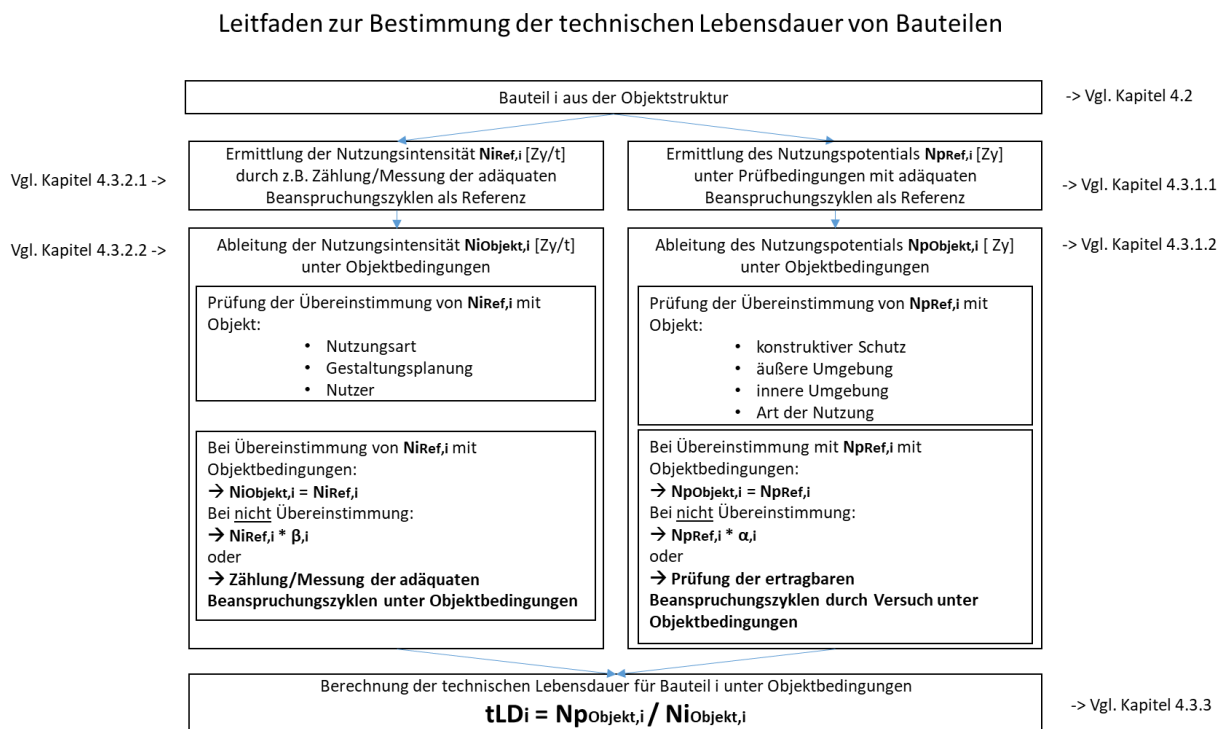 Leitfaden zur Bestimmung der technischen Lebensdauer von Bauteilen
Bauteil i aus der Objektstruktur
-> Vgl. Kapitel 4.2
Vgl. Kapitel 4.3.2.1 ->
Ermittlung der Nutzungsintensität NiRef,i [Zy/t]
durch z.B. Zählung/Messung der adäquaten
Beanspruchungszyklen als Referenz
Ermittlung des Nutzungspotentials NpRef,i [Zy]
unter Prüfbedingungen mit adäquaten
Beanspruchungszyklen als Referenz
-> Vgl. Kapitel 4.3.1.1
Vgl. Kapitel 4.3.2.2 ->
Ableitung der Nutzungsintensität NiObjekt,i [Zy/t]
unter Objektbedingungen
Prüfung der Übereinstimmung von NiRef,i mit
Objekt:
• Nutzungsart
• Gestaltungsplanung
• Nutzer
Bei Übereinstimmung von NiRef,i mit
Objektbedingungen:
→ NiObjekt,i = NiRef,i
Bei nicht Übereinstimmung:
→ NiRef,i * β,i
oder
→ Zählung/Messung der adäquaten
Beanspruchungszyklen unter Objektbedingungen
Ableitung des Nutzungspotentials NpObjekt,i [ Zy]
unter Objektbedingungen
-> Vgl. Kapitel 4.3.1.2
Prüfung der Übereinstimmung von NpRef,i mit
Objekt:
• konstruktiver Schutz
• äußere Umgebung
• innere Umgebung
• Art der Nutzung
Bei Übereinstimmung mit NpRef,i mit
Objektbedingungen:
→ NpObjekt,i = NpRef,i
Bei nicht Übereinstimmung:
→ NpRef,i * α,i
oder
→ Prüfung der ertragbaren
Beanspruchungszyklen durch Versuch unter
Objektbedingungen
Berechnung der technischen Lebensdauer für Bauteil i unter Objektbedingungen
tLDi = NpObjekt,i / NiObjekt,i
-> Vgl. Kapitel 4.3.3